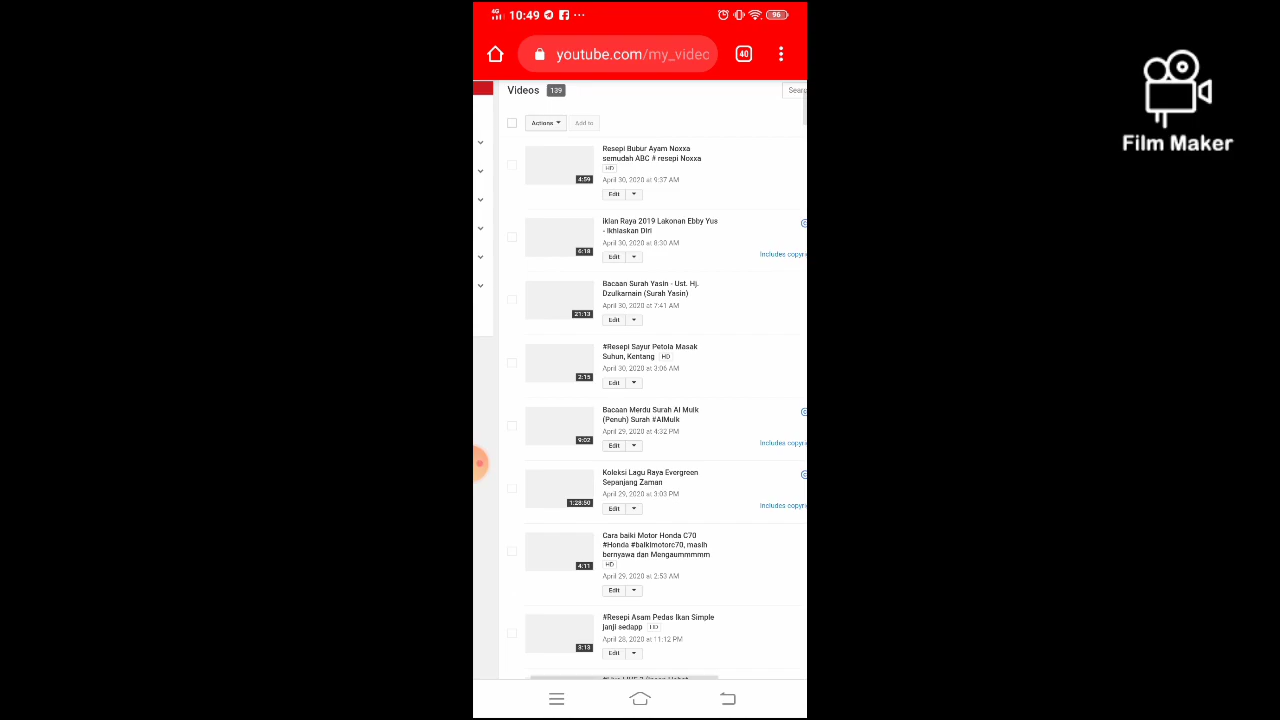 4G 10:49 ... 96
youtube.com/my_video 40
Videos 139
Actions Add to
Resepi Bubur Ayam Noxxa
semudah ABC # resepi Noxxa
HD
4:59
April 30, 2020 at 9:37 AM
Edit
Iklan Raya 2019 Lakonan Ebby Yus
- Ikhlaskan Diri
6:18
April 30, 2020 at 8:30 AM
Edit
Bacaan Surah Yasin - Ust. Hj.
Dzulkarnain (Surah Yasin)
21:13
April 30, 2020 at 7:41 AM
Edit
#Resepi Sayur Petola Masak
Suhun, Kentang HD
2:15
April 30, 2020 at 3:06 AM
Edit
Bacaan Merdu Surah Al Mulk
(Penuh) Surah #AlMulk
9:02
April 29, 2020 at 4:32 PM
Edit
Koleksi Lagu Raya Evergreen
Sepanjang Zaman
1:28:50
April 29, 2020 at 3:03 PM
Edit
Cara baiki Motor Honda C70
#Honda #baikimotorc70, masih
bernyawa dan Mengaummmmm
HD
4:11
April 29, 2020 at 2:53 AM
Edit
#Resepi Asam Pedas Ikan Simple
janji sedapp HD
3:13
April 28, 2020 at 11:12 PM
Edit
Film Maker